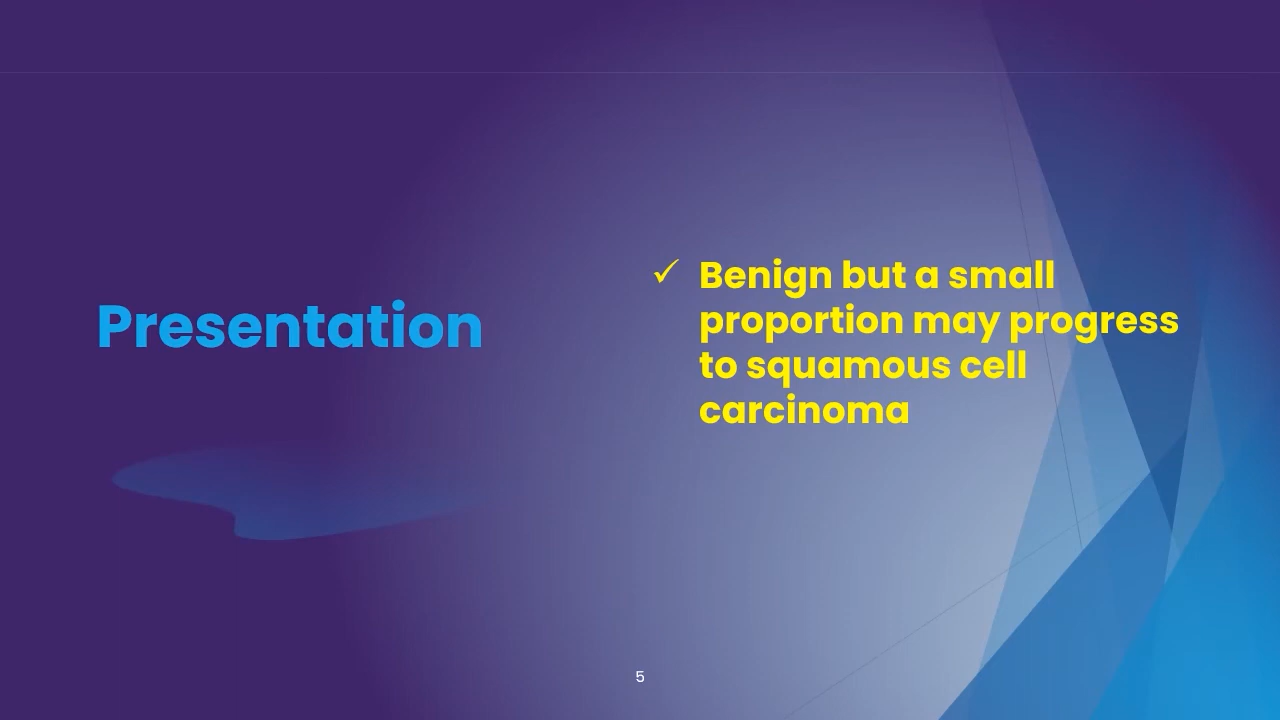 Presentation
✓ Benign but a small
proportion may progress
to squamous cell
carcinoma
5